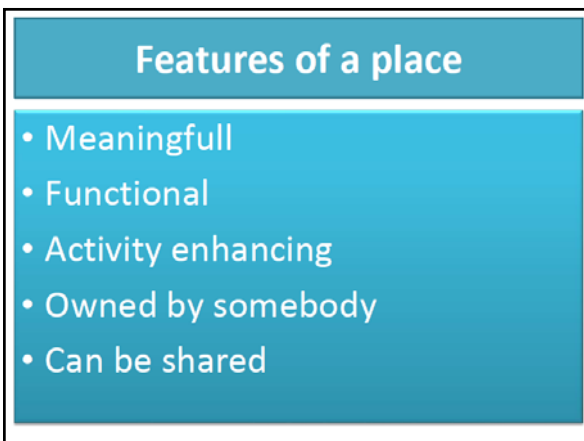 Features of a place
• Meaningfull
• Functional
• Activity enhancing
• Owned by somebody
• Can be shared